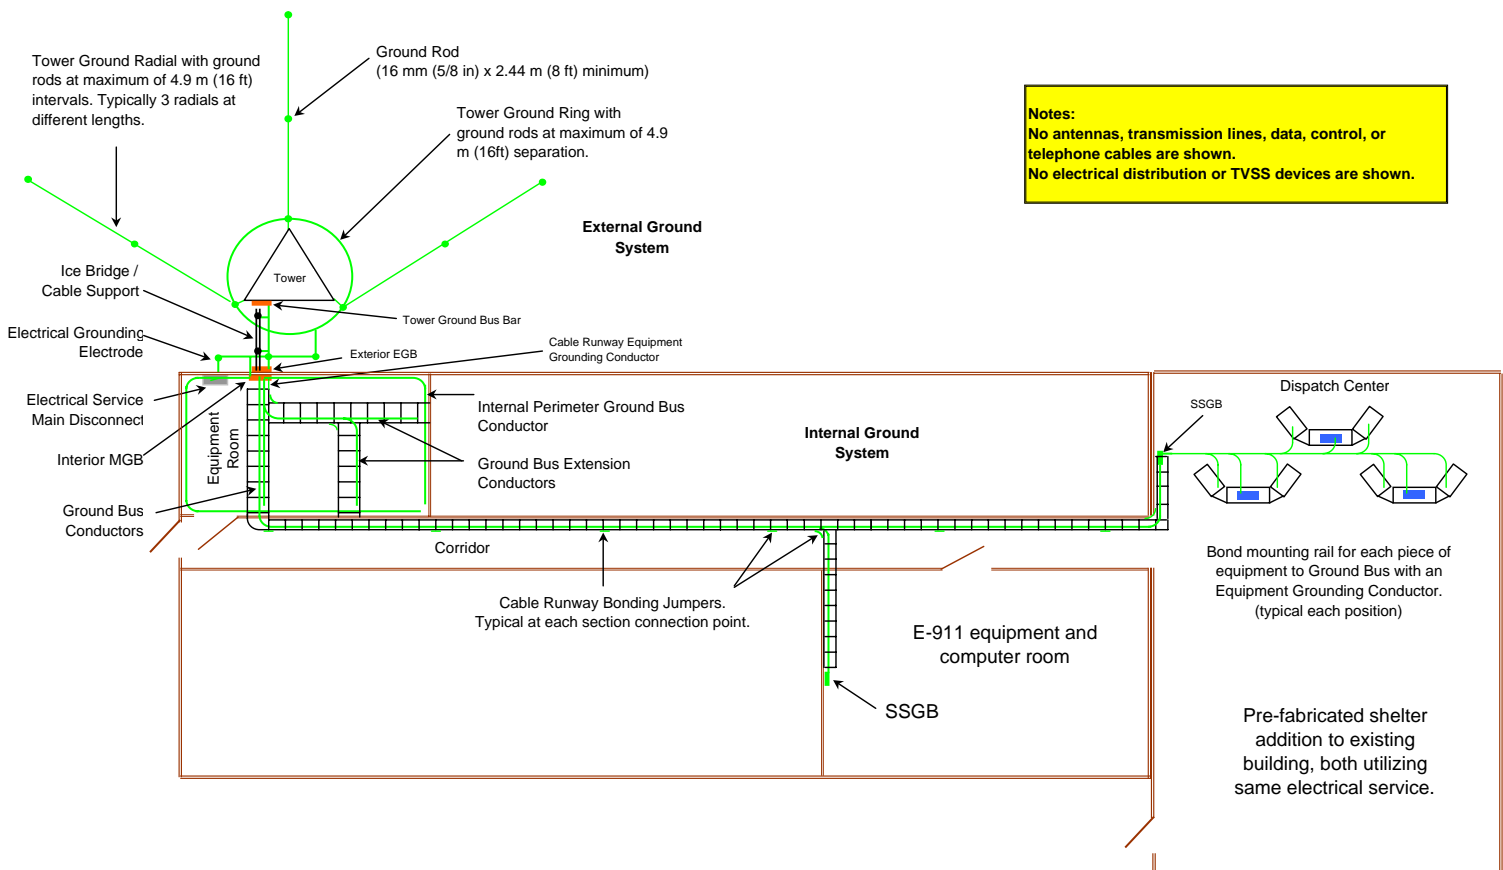 Tower Ground Radial with ground
rods at maximum of 4.9 m (16 ft)
intervals. Typically 3 radials at
different lengths.
Ground Rod
(16 mm (5/8 in) x 2.44 m (8 ft) minimum)
Tower Ground Ring with
ground rods at maximum of 4.9
m (16ft) separation.
Notes:
No antennas, transmission lines, data, control, or
telephone cables are shown.
No electrical distribution or TVSS devices are shown.
External Ground
System
Ice Bridge /
Cable Support
Tower
Tower Ground Bus Bar
Electrical Grounding
Electrode
Exterior EGB
Cable Runway Equipment
Grounding Conductor
Electrical Service
Main Disconnect
Interior MGB
Ground Bus
Conductors
Equipment
Room
Internal Perimeter Ground Bus
Conductor
Ground Bus Extension
Conductors
Internal Ground
System
Dispatch Center
SSGB
Corridor
Cable Runway Bonding Jumpers.
Typical at each section connection point.
Bond mounting rail for each piece of
equipment to Ground Bus with an
Equipment Grounding Conductor.
(typical each position)
E-911 equipment and
computer room
SSGB
Pre-fabricated shelter
addition to existing
building, both utilizing
same electrical service.